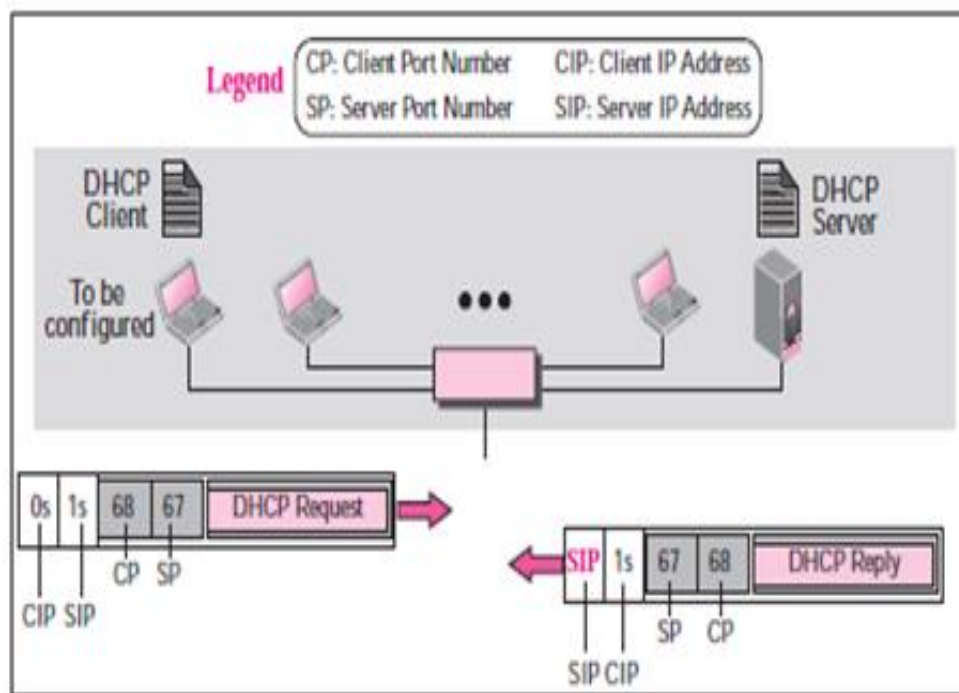 Legend
CP: Client Port Number CIP: Client IP Address
SP: Server Port Number SIP: Server IP Address
DHCP
Client
DHCP
Server
To be
configured
0s 1s 68 67 DHCP Request
CP SP
CIP SIP
SIP 1s 67 68 DHCP Reply
SP CP
SIP CIP